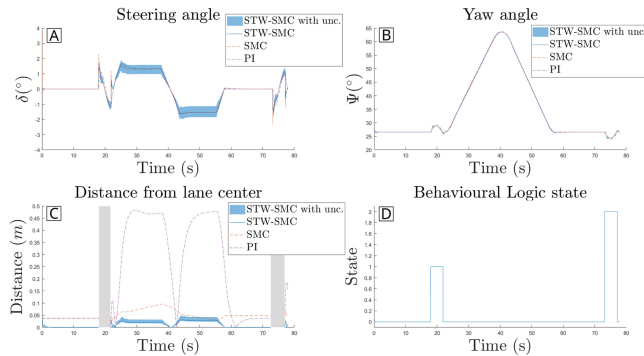 Steering angle
A
STW-SMC with unc.
STW-SMC
SMC
PI
δ(°)
4
3
2
1
0
-1
-2
-3
-4
0 10 20 30 40 50 60 70 80
Time (s)
Yaw angle
B
STW-SMC with unc
STW-SMC
SMC
PI
Ψ(°)
65
60
55
50
45
40
35
30
25
20 30 40 50 60 70 80
Time (s)
Distance from lane center
C
STW-SMC with unc.
STW-SMC
SMC
PI
Distance (m)
0.5
0.45
0.4
0.35
0.3
0.25
0.2
0.15
0.1
0.05
0
0 10 20 30 40 50 60 70 80
Time (s)
Behavioural Logic state
D
State
2
1.8
1.6
1.4
1.2
1
0.8
0.6
0.4
0.2
0
0 10 20 30 40 50 60 70 80
Time (s)